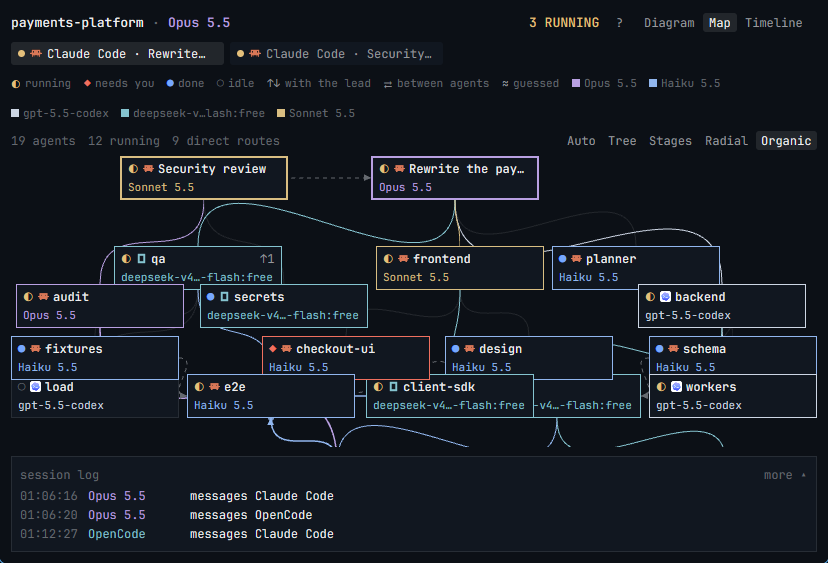 payments-platform · Opus 5.5
3 RUNNING ? Diagram Map Timeline
Claude Code · Rewrite… Claude Code · Security…
running needs you done idle ↑↓ with the lead ⇄ between agents ≈ guessed Opus 5.5 Haiku 5.5
gpt-5.5-codex deepseek-v4…lash:free Sonnet 5.5
19 agents 12 running 9 direct routes
Auto Tree Stages Radial Organic
Security review
Sonnet 5.5
Rewrite the pay…
Opus 5.5
qa ↑1
deepseek-v4…-flash:free
frontend
Sonnet 5.5
planner
Haiku 5.5
audit
Opus 5.5
secrets
deepseek-v4…-flash:free
backend
gpt-5.5-codex
fixtures
Haiku 5.5
checkout-ui
Haiku 5.5
design
Haiku 5.5
schema
Haiku 5.5
load
gpt-5.5-codex
e2e
Haiku 5.5
client-sdk
deepseek-v4…-flash:free
-v4…-flash:free
workers
gpt-5.5-codex
session log more
01:06:16 Opus 5.5 messages Claude Code
01:06:20 Opus 5.5 messages OpenCode
01:12:27 OpenCode messages Claude Code